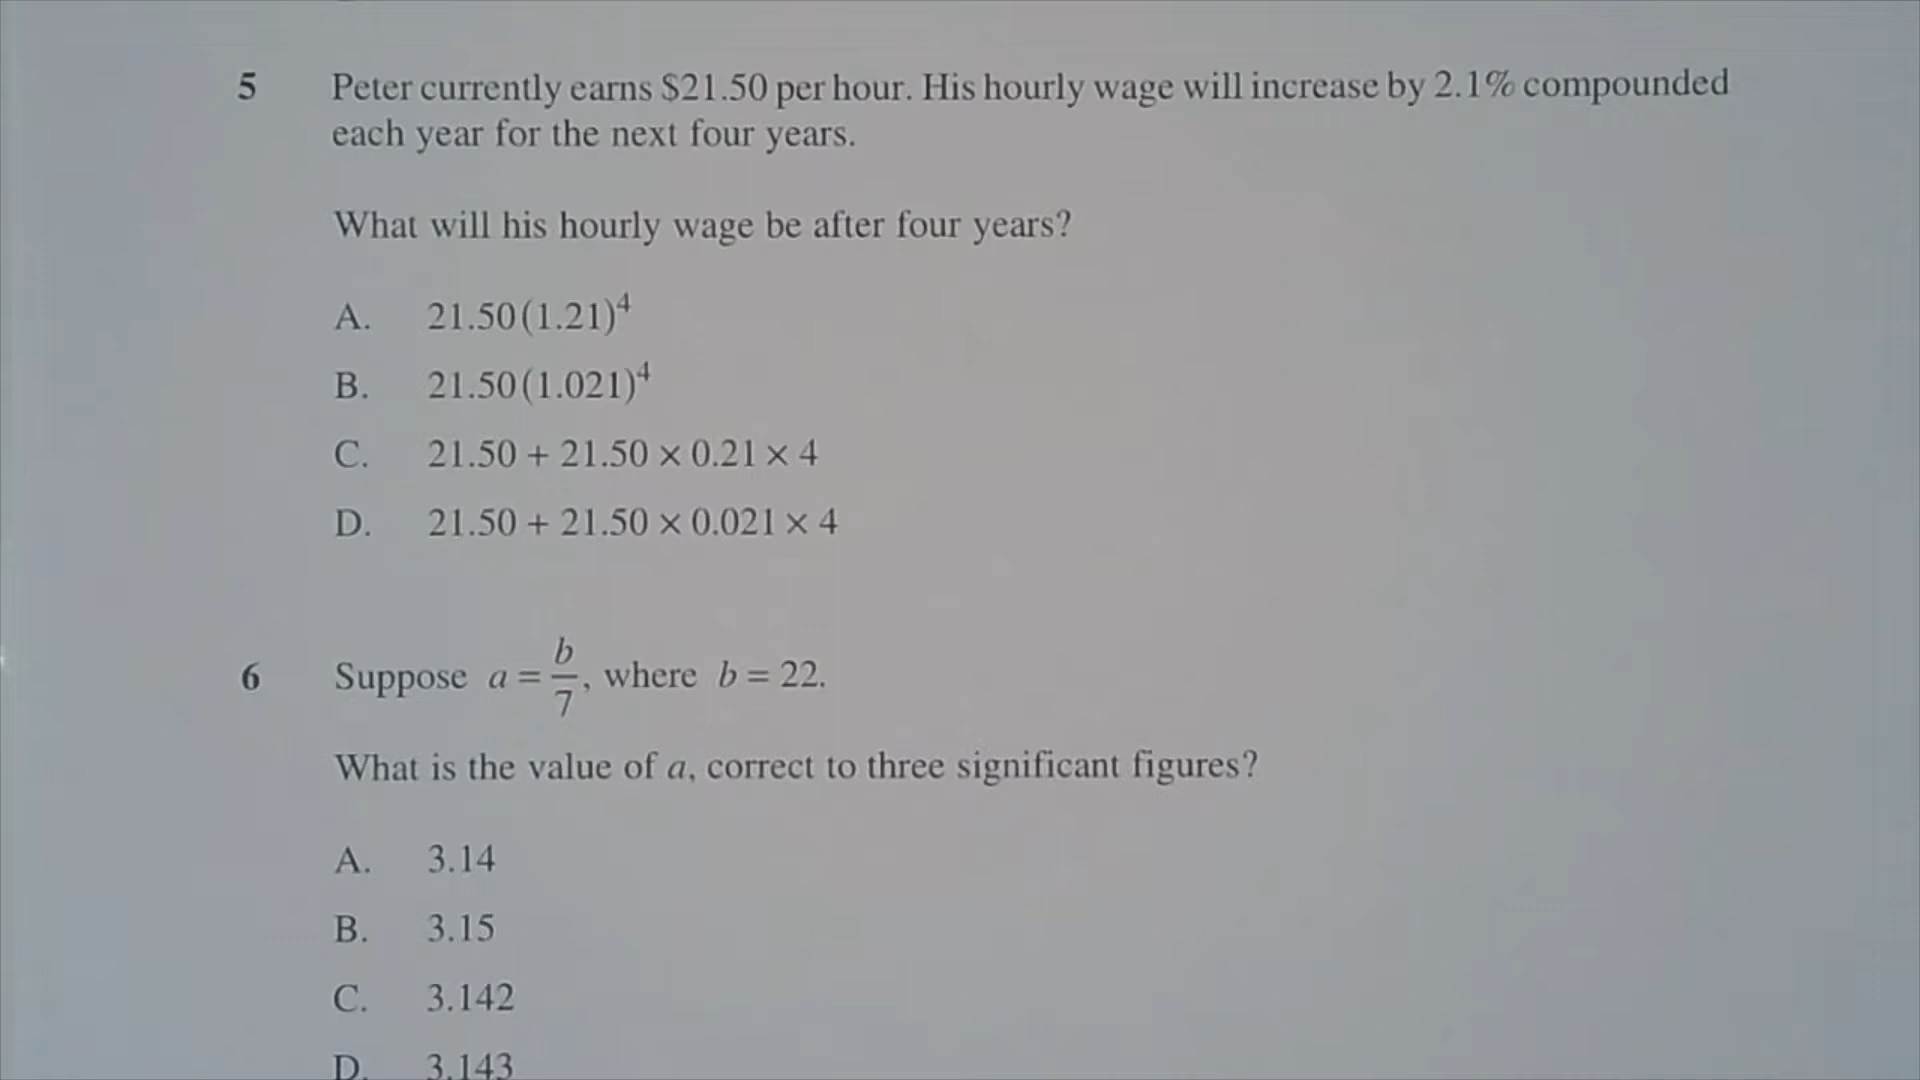 5 Peter currently earns $21.50 per hour. His hourly wage will increase by 2.1% compounded
each year for the next four years.
What will his hourly wage be after four years?
A. 21.50(1.21)⁴
B. 21.50(1.021)⁴
C. 21.50 + 21.50 × 0.21 × 4
D. 21.50 + 21.50 × 0.021 × 4
6 Suppose a = b/7, where b = 22.
What is the value of a, correct to three significant figures?
A. 3.14
B. 3.15
C. 3.142
D. 3.143